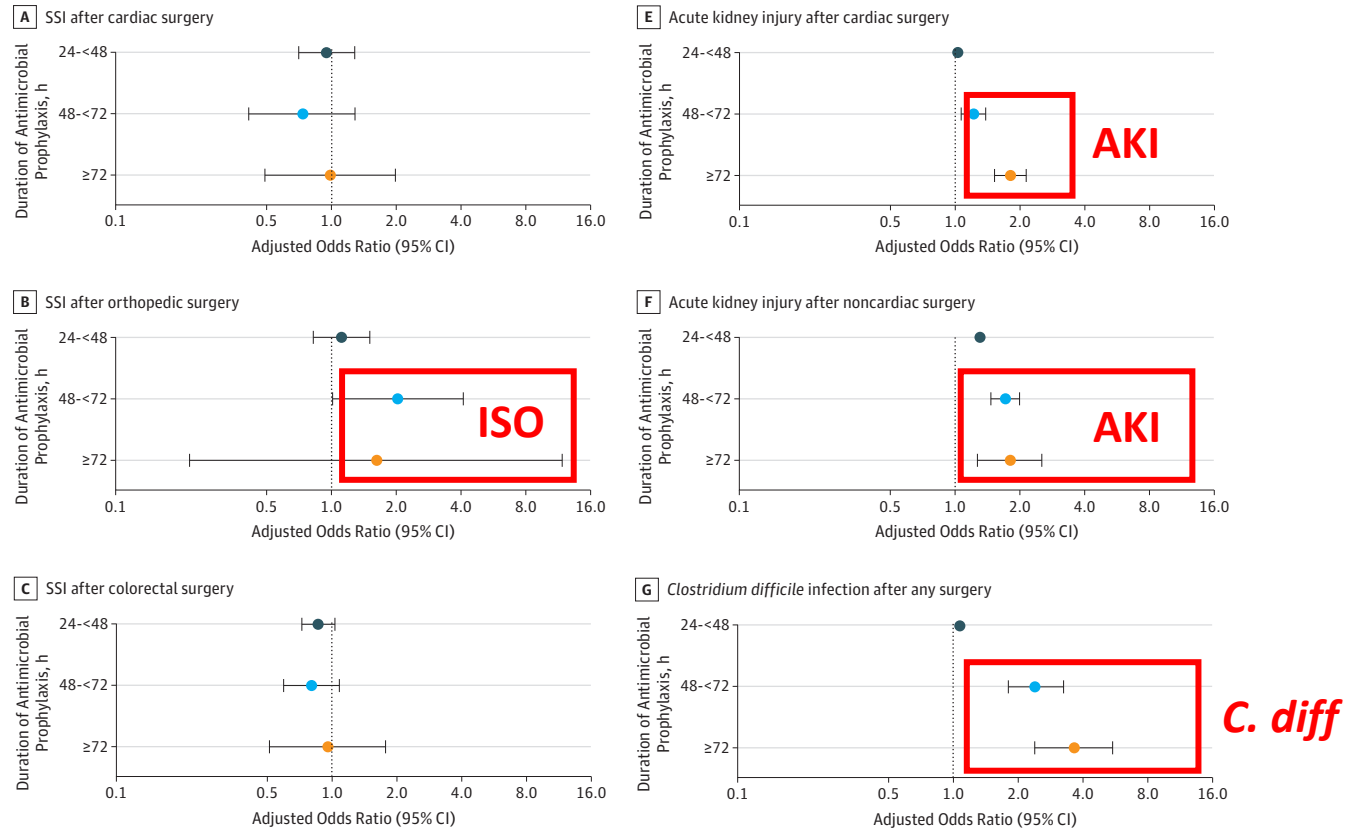 A SSI after cardiac surgery
Duration of Antimicrobial
Prophylaxis, h
24-<48
48-<72
≥72
0.1 0.5 1.0 2.0 4.0 8.0 16.0
Adjusted Odds Ratio (95% CI)
B SSI after orthopedic surgery
Duration of Antimicrobial
Prophylaxis, h
24-<48
48-<72
≥72
ISO
0.1 0.5 1.0 2.0 4.0 8.0 16.0
Adjusted Odds Ratio (95% CI)
C SSI after colorectal surgery
Duration of Antimicrobial
Prophylaxis, h
24-<48
48-<72
≥72
0.1 0.5 1.0 2.0 4.0 8.0 16.0
Adjusted Odds Ratio (95% CI)
E Acute kidney injury after cardiac surgery
Duration of Antimicrobial
Prophylaxis, h
24-<48
48-<72
≥72
AKI
0.1 0.5 1.0 2.0 4.0 8.0 16.0
Adjusted Odds Ratio (95% CI)
F Acute kidney injury after noncardiac surgery
Duration of Antimicrobial
Prophylaxis, h
24-<48
48-<72
≥72
AKI
0.1 0.5 1.0 2.0 4.0 8.0 16.0
Adjusted Odds Ratio (95% CI)
G Clostridium difficile infection after any surgery
Duration of Antimicrobial
Prophylaxis, h
24-<48
48-<72
≥72
C. diff
0.1 0.5 1.0 2.0 4.0 8.0 16.0
Adjusted Odds Ratio (95% CI)